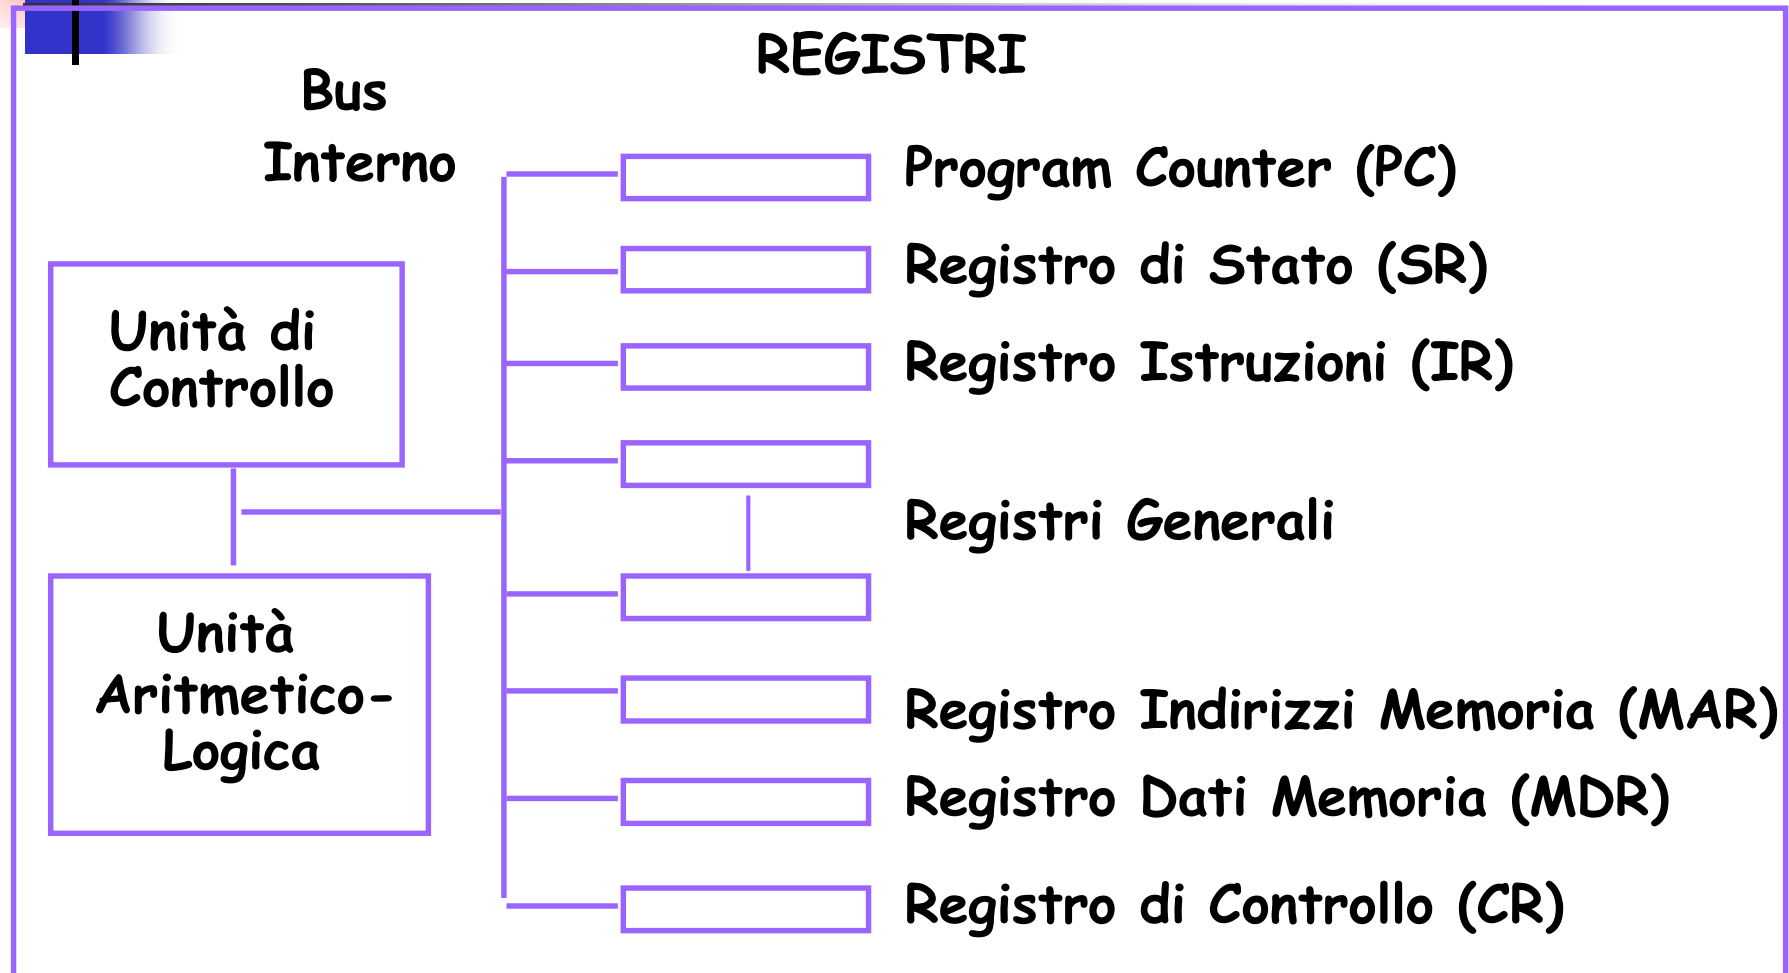 REGISTRI
Bus
Interno
Program Counter (PC)
Registro di Stato (SR)
Unità di
Controllo
Registro Istruzioni (IR)
Registri Generali
Unità
Aritmetico-
Logica
Registro Indirizzi Memoria (MAR)
Registro Dati Memoria (MDR)
Registro di Controllo (CR)